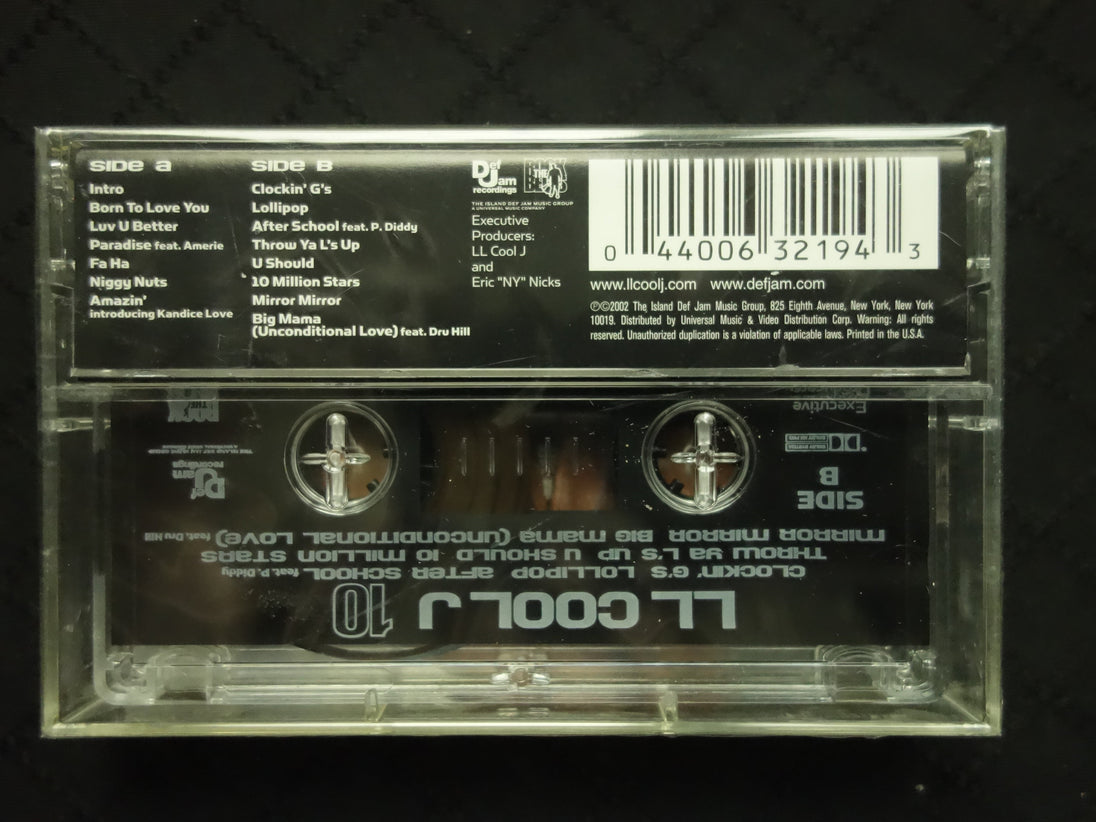 SIDE A
Intro
Born To Love You
Luv U Better
Paradise feat. Amerie
Fa Ha
Niggy Nuts
Amazin'
introducing Kandice Love
SIDE B
Clockin' G's
Lollipop
After School feat. P. Diddy
Throw Ya L's Up
U Should
10 Million Stars
Mirror Mirror
Big Mama
(Unconditional Love) feat. Dru Hill
Def
Jam
recordings
THE ISLAND DEF JAM MUSIC GROUP
A UNIVERSAL MUSIC COMPANY
Executive
Producers:
LL Cool J
and
Eric "NY" Nicks
0 44006 32194 3
www.llcoolj.com www.defjam.com
℗©2002 The Island Def Jam Music Group, 825 Eighth Avenue, New York, New York
10019. Distributed by Universal Music & Video Distribution Corp. Warning: All rights
reserved. Unauthorized duplication is a violation of applicable laws. Printed in the U.S.A.
LL COOL J 10
CLOCKIN' G'S LOLLIPOP AFTER SCHOOL feat. P. Diddy
THROW YA L'S UP U SHOULD 10 MILLION STARS
MIRROR MIRROR BIG MAMA (UNCONDITIONAL LOVE) feat. Dru Hill
SIDE
B
Def
Jam
recordings
Executive